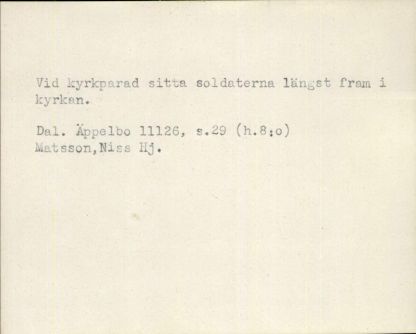 Vid kyrkparad sitta soldaterna längst fram i
kyrkan.
Dal. Äppelbo 11126, s.29 (h.8:o)
Matsson,Niss Hj.